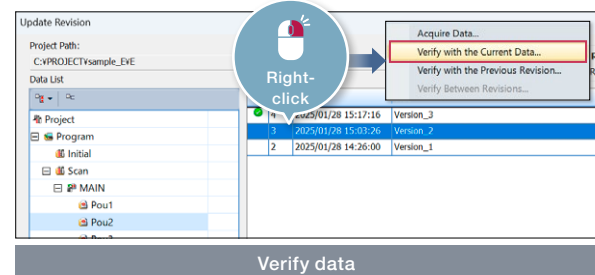 Update Revision
Project Path:
C:¥PROJECT¥sample_E¥E
Data List
Acquire Data...
Verify with the Current Data...
Verify with the Previous Revision...
Verify Between Revisions...
Right-
click
Project
Program
Initial
Scan
MAIN
Pou1
Pou2
4 2025/01/28 15:17:16 Version_3
3 2025/01/28 15:03:26 Version_2
2 2025/01/28 14:26:00 Version_1
Verify data